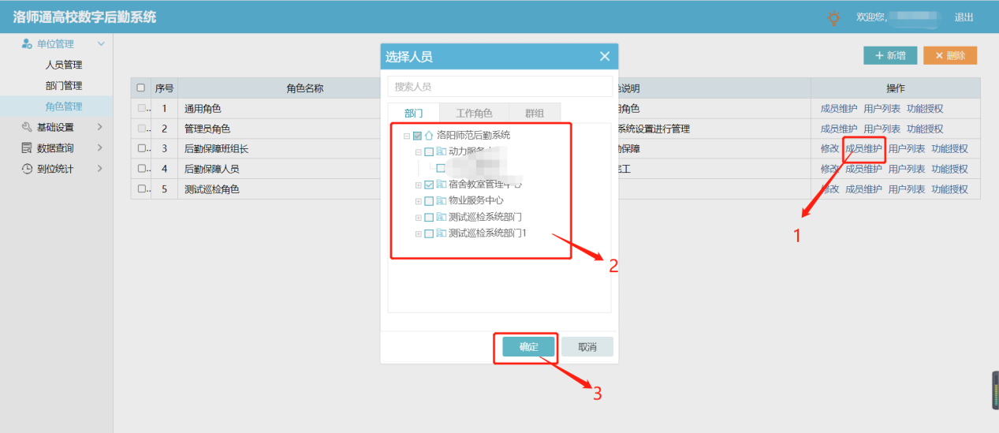 洛师通高校数字后勤系统
欢迎您,
退出
单位管理
人员管理
部门管理
角色管理
基础设置
数据查询
到位统计
+ 新增
× 删除
序号 角色名称 说明 操作
1 通用角色 角色 成员维护 用户列表 功能授权
2 管理员角色 系统设置进行管理 成员维护 用户列表 功能授权
3 后勤保障班组长 保障 修改 成员维护 用户列表 功能授权
4 后勤保障人员 工 修改 成员维护 用户列表 功能授权
5 测试巡检角色 修改 成员维护 用户列表 功能授权
选择人员
搜索人员
部门 工作角色 群组
洛阳师范后勤系统
动力服务
宿舍教室管理中心
物业服务中心
测试巡检系统部门
测试巡检系统部门1
确定 取消
1
2
3